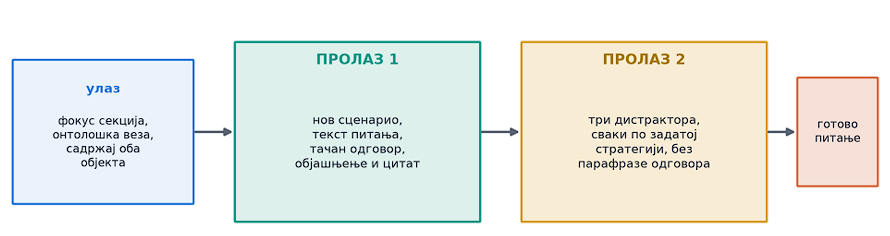 улаз
фокус секција,
онтолошка веза,
садржај оба
објекта
ПРОЛАЗ 1
нов сценарио,
текст питања,
тачан одговор,
објашњење и цитат
ПРОЛАЗ 2
три дистрактора,
сваки по задатој
стратегији, без
парафразе одговора
готово
питање